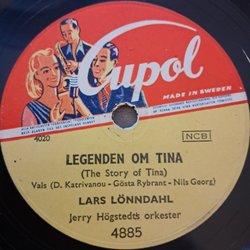 Cupol
MADE IN SWEDEN
4020
NCB
LEGENDEN OM TINA
(The Story of Tina)
Vals (D. Katrivanou - Gösta Rybrant - Nils Georg)
LARS LÖNNDAHL
Jerry Högstedts orkester
4885